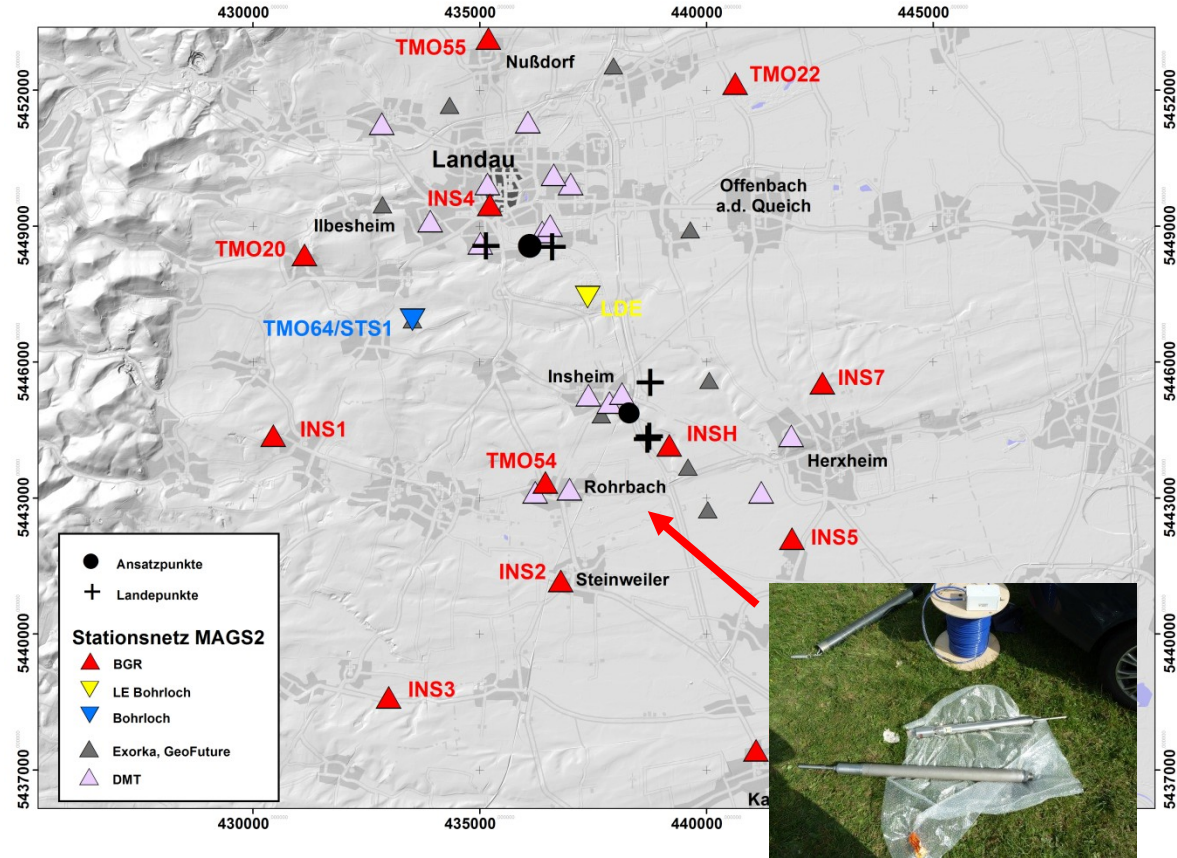 430000
435000
440000
445000
TMO55
Nußdorf
TMO22
5452000
5452000
Landau
INS4
Offenbach
a.d. Queich
Ilbesheim
5449000
5449000
TMO20
LDE
TMO64/STS1
5446000
5446000
Insheim
INS7
INS1
INSH
Herxheim
TMO54
Rohrbach
5443000
5443000
INS5
INS2
Steinweiler
Ansatzpunkte
Landepunkte
Stationsnetz MAGS2
BGR
LE Bohrloch
Bohrloch
Exorka, GeoFuture
DMT
5440000
5440000
INS3
5437000
5437000
Ka
430000
435000
440000